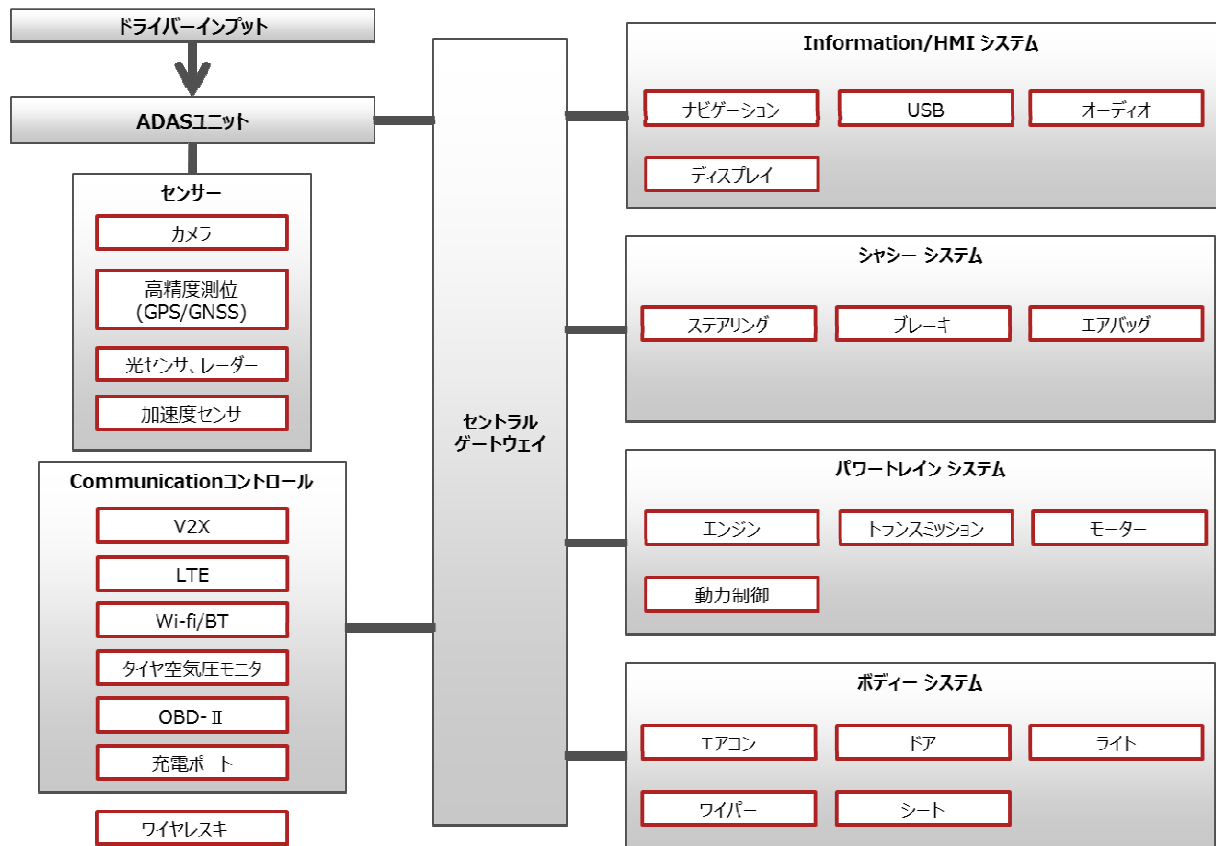 ドライバーインプット
ADASユニット
センサー
カメラ
高精度測位
(GPS/GNSS)
光センサ、レーダー
加速度センサ
Communicationコントロール
V2X
LTE
Wi-fi/BT
タイヤ空気圧モニタ
OBD-Ⅱ
充電ポート
ワイヤレスキ
セントラル
ゲートウェイ
Information/HMI システム
ナビゲーション
USB
オーディオ
ディスプレイ
シャシー システム
ステアリング
ブレーキ
エアバッグ
パワートレイン システム
エンジン
トランスミッション
モーター
動力制御
ボディー システム
エアコン
ドア
ライト
ワイパー
シート